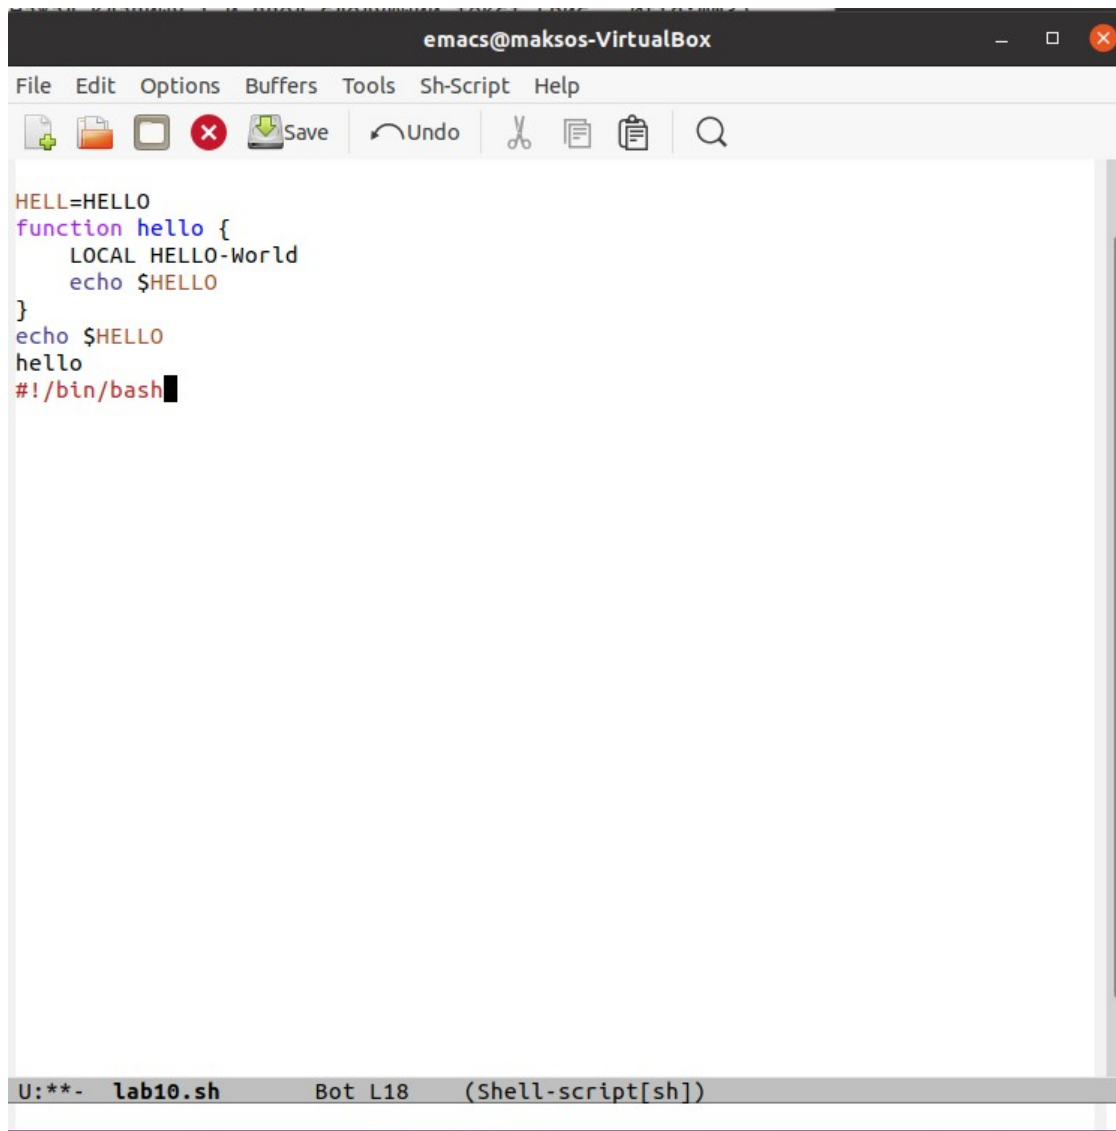 emacs@maksos-VirtualBox
File Edit Options Buffers Tools Sh-Script Help
Save Undo
HELL=HELLO
function hello {
    LOCAL HELLO-World
    echo $HELLO
}
echo $HELLO
hello
#!/bin/bash
U:**- lab10.sh Bot L18 (Shell-script[sh])